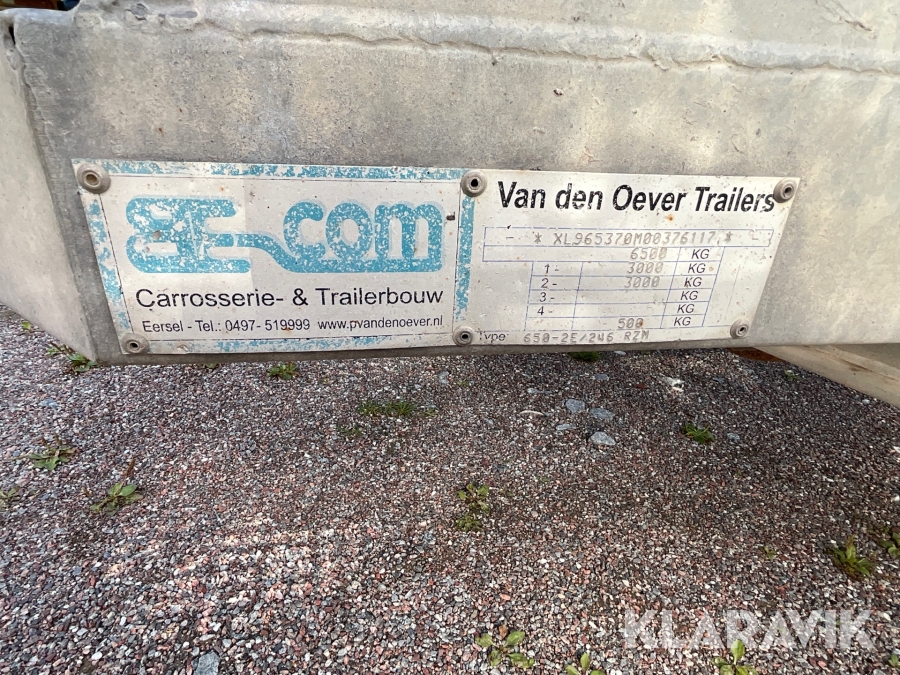 BE-com
Carrosserie- & Trailerbouw
Eersel - Tel.: 0497- 519999 www.pvandenoever.nl
Van den Oever Trailers
- * XL965370M00376117 * -
6500 KG
1- 3000 KG
2- 3000 KG
3- KG
4- KG
500 KG
Type: 650-2E/246 RZM
KLARAVIK